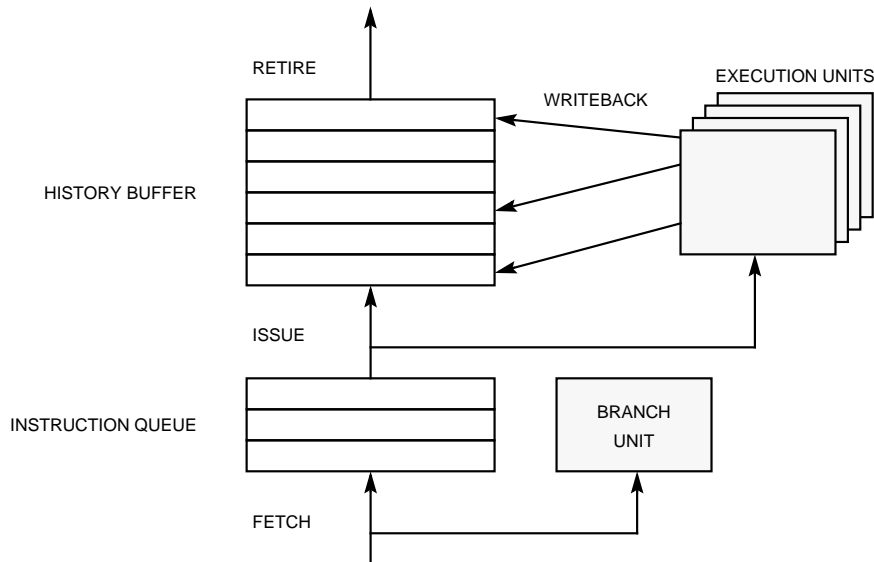 RETIRE
EXECUTION UNITS
WRITEBACK
HISTORY BUFFER
ISSUE
INSTRUCTION QUEUE
BRANCH
UNIT
FETCH